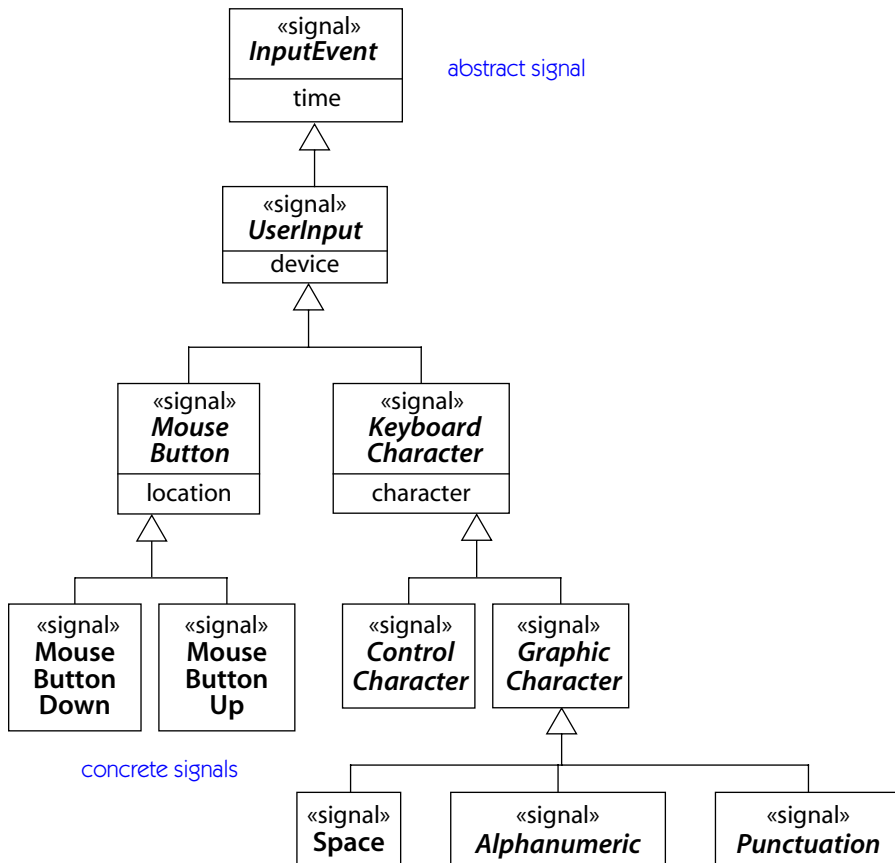 «signal»
InputEvent
abstract signal
time
«signal»
UserInput
device
«signal»
Mouse
Button
location
«signal»
Keyboard
Character
character
«signal»
Mouse
Button
Down
«signal»
Mouse
Button
Up
«signal»
Control
Character
«signal»
Graphic
Character
concrete signals
«signal»
Space
«signal»
Alphanumeric
«signal»
Punctuation